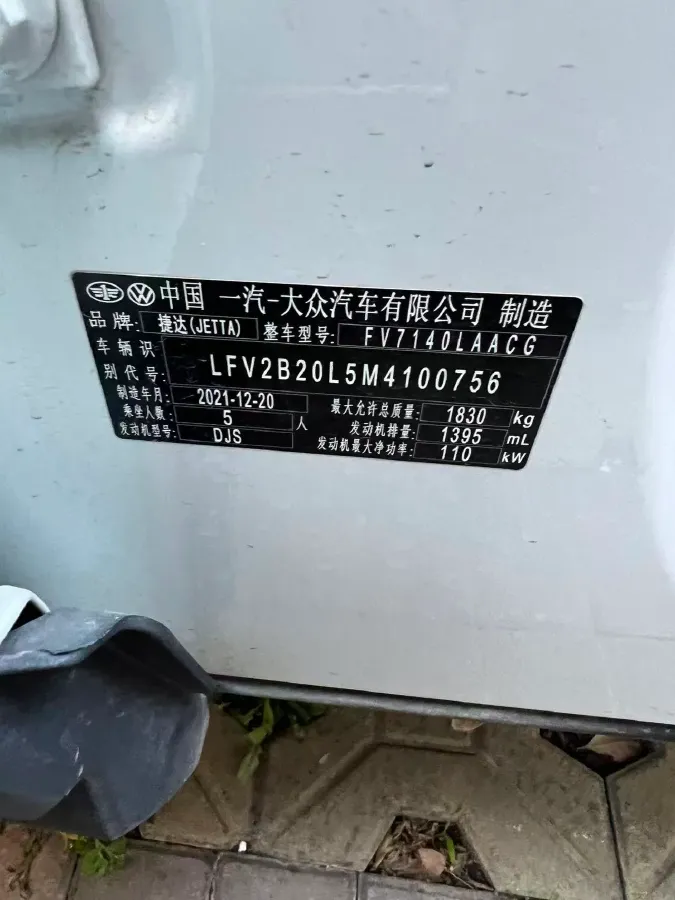 中国 一汽-大众汽车有限公司 制造
品牌: 捷达(JETTA) 整车型号: FV7140LAACG
车辆识别代号: LFV2B20L5M4100756
制造年月: 2021-12-20 最大允许总质量: 1830 kg
乘坐人数: 5 人 发动机排量: 1395 mL
发动机型号: DJS 发动机最大净功率: 110 kW